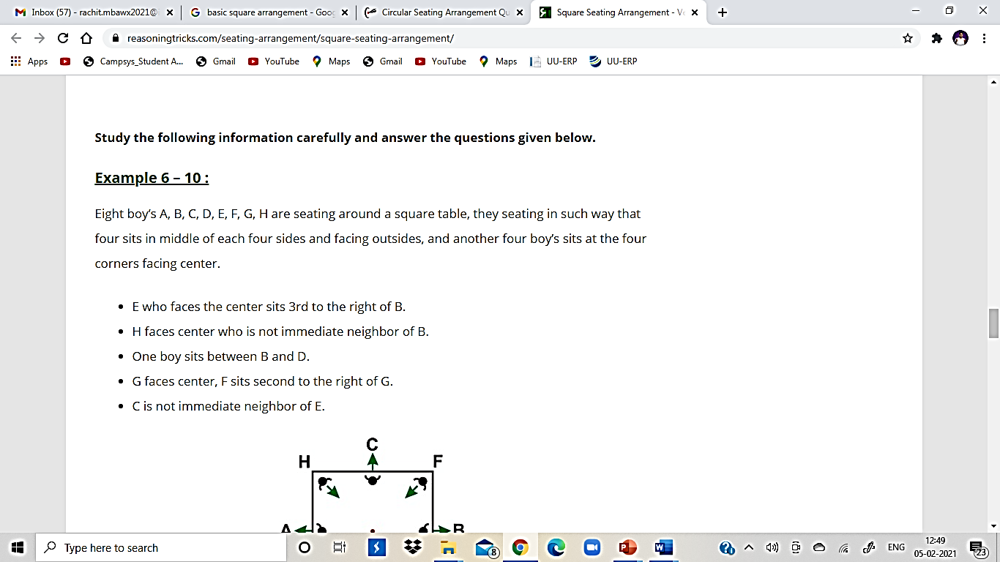 Inbox (57) - rachit.mbawx2021@ basic square arrangement - Goog Circular Seating Arrangement Qu Square Seating Arrangement - Ve
reasoningtricks.com/seating-arrangement/square-seating-arrangement/
Apps Campsys_Student A... Gmail YouTube Maps Gmail YouTube Maps UU-ERP UU-ERP
Study the following information carefully and answer the questions given below.
Example 6 – 10 :
Eight boy's A, B, C, D, E, F, G, H are seating around a square table, they seating in such way that
four sits in middle of each four sides and facing outsides, and another four boy's sits at the four
corners facing center.
• E who faces the center sits 3rd to the right of B.
• H faces center who is not immediate neighbor of B.
• One boy sits between B and D.
• G faces center, F sits second to the right of G.
• C is not immediate neighbor of E.
C
H F
A B
Type here to search 8 ENG 12:49
05-02-2021 23